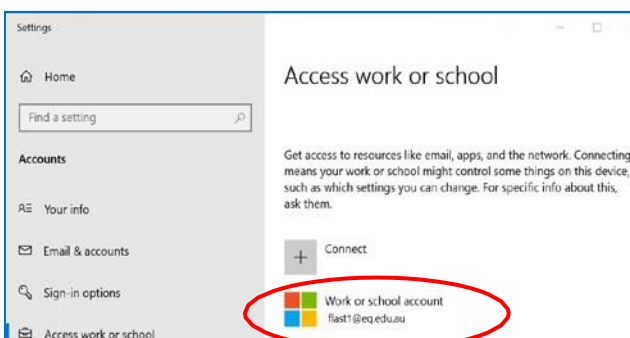 Settings
Home
Find a setting
Accounts
Your info
Email & accounts
Sign-in options
Access work or school
Access work or school
Get access to resources like email, apps, and the network. Connecting
means your work or school might control some things on this device,
such as which settings you can change. For specific info about this,
ask them.
Connect
Work or school account
flast1@eq.edu.au